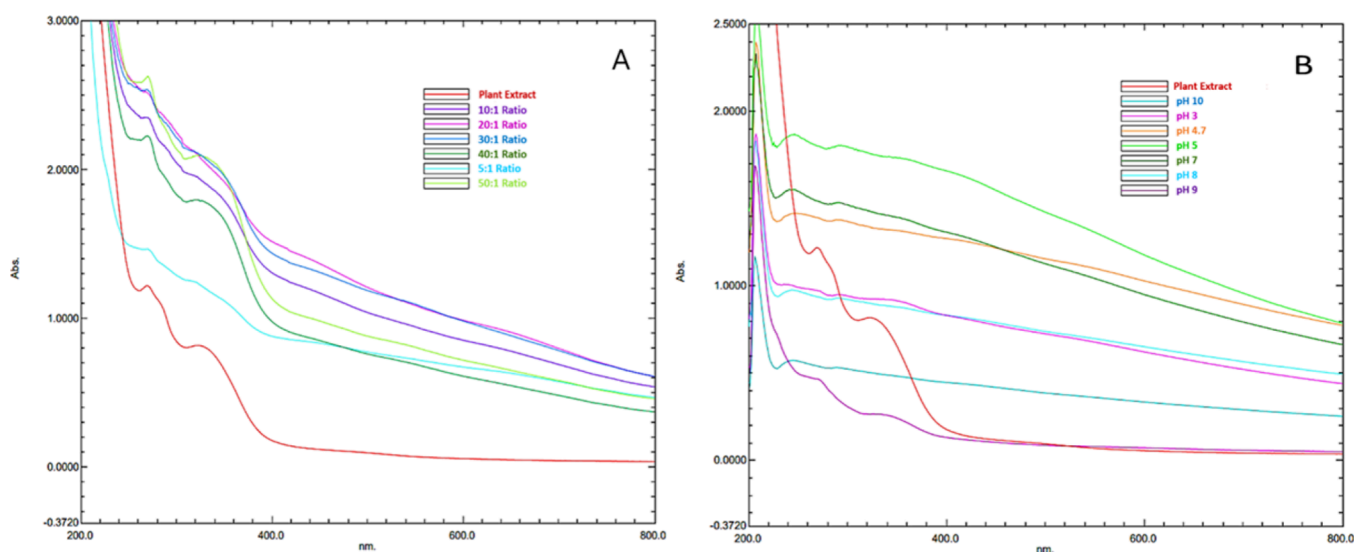 A
3.0000
2.0000
1.0000
0.0000
-0.3720
Abs.
200.0
400.0
600.0
800.0
nm.
Plant Extract
10:1 Ratio
20:1 Ratio
30:1 Ratio
40:1 Ratio
5:1 Ratio
50:1 Ratio
B
2.5000
2.0000
1.0000
0.0000
-0.3720
Abs.
200.0
400.0
600.0
800.0
nm.
Plant Extract
pH 10
pH 3
pH 4.7
pH 5
pH 7
pH 8
pH 9